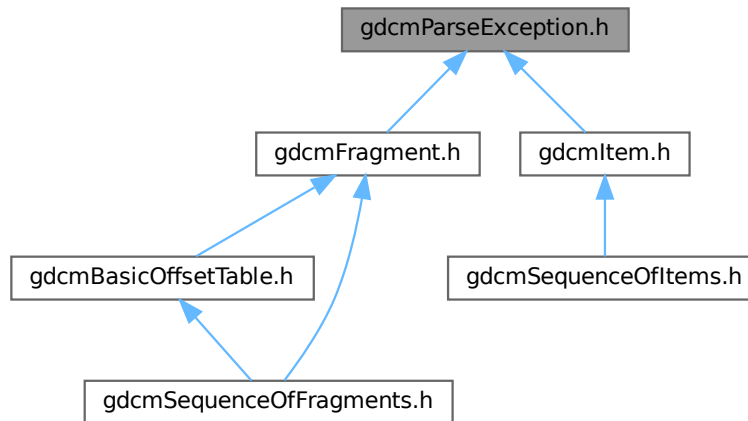 gdcmParseException.h
gdcmFragment.h
gdcmItem.h
gdcmBasicOffsetTable.h
gdcmSequenceOfItems.h
gdcmSequenceOfFragments.h